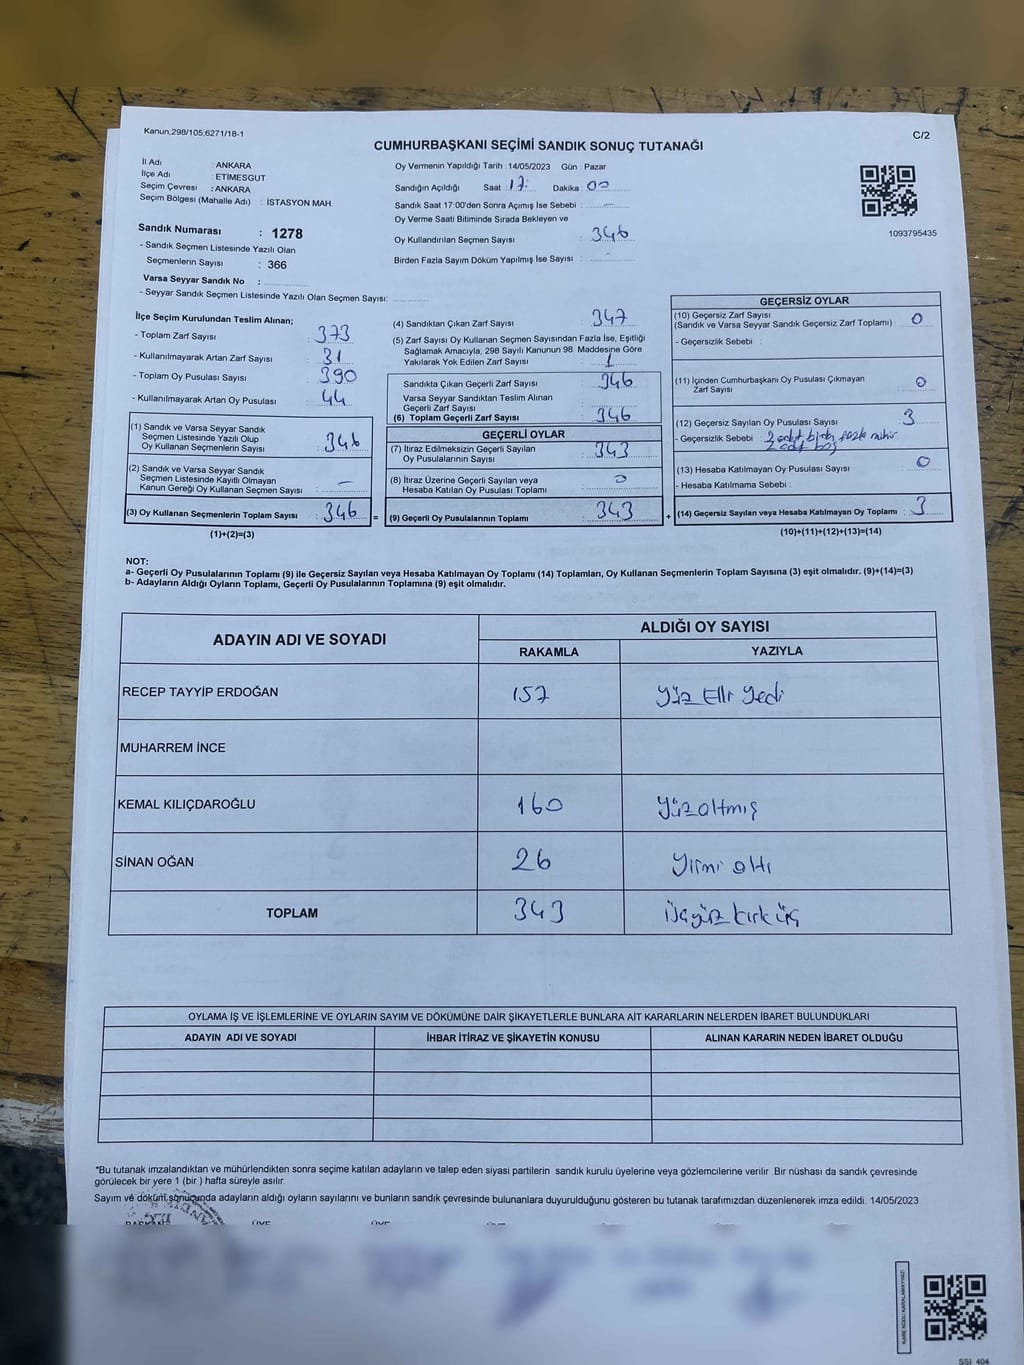 Kanun,298/105,6271/18-1
C/2
CUMHURBAŞKANI SEÇİMİ SANDIK SONUÇ TUTANAĞI
İl Adı : ANKARA
İlçe Adı : ETİMESGUT
Seçim Çevresi : ANKARA
Seçim Bölgesi (Mahalle Adı) : İSTASYON MAH.
Sandık Numarası : 1278
- Sandık Seçmen Listesinde Yazılı Olan
Seçmenlerin Sayısı : 366
Varsa Seyyar Sandık No :
- Seyyar Sandık Seçmen Listesinde Yazılı Olan Seçmen Sayısı:
Oy Vermenin Yapıldığı Tarih : 14/05/2023 Gün : Pazar
Sandığın Açıldığı Saat 17: Dakika : 00
Sandık Saat 17:00'den Sonra Açımış İse Sebebi : —
Oy Verme Saati Bitiminde Sırada Bekleyen ve
Oy Kullandırılan Seçmen Sayısı : 346
Birden Fazla Sayım Döküm Yapılmış İse Sayısı : -
1093795435
İlçe Seçim Kurulundan Teslim Alınan;
- Toplam Zarf Sayısı : 373
- Kullanılmayarak Artan Zarf Sayısı : 31
- Toplam Oy Pusulası Sayısı : 390
- Kullanılmayarak Artan Oy Pusulası : 44
(1) Sandık ve Varsa Seyyar Sandık
Seçmen Listesinde Yazılı Olup
Oy Kullanan Seçmenlerin Sayısı : 346
(2) Sandık ve Varsa Seyyar Sandık
Seçmen Listesinde Kayıtlı Olmayan
Kanun Gereği Oy Kullanan Seçmen Sayısı : —
(3) Oy Kullanan Seçmenlerin Toplam Sayısı : 346 =
(1)+(2)=(3)
(4) Sandıktan Çıkan Zarf Sayısı : 347
(5) Zarf Sayısı Oy Kullanan Seçmen Sayısından Fazla İse, Eşitliği
Sağlamak Amacıyla; 298 Sayılı Kanunun 98. Maddesine Göre
Yakılarak Yok Edilen Zarf Sayısı : 1
Sandıkta Çıkan Geçerli Zarf Sayısı : 346
Varsa Seyyar Sandıktan Teslim Alınan
Geçerli Zarf Sayısı :
(6) Toplam Geçerli Zarf Sayısı : 346
GEÇERLİ OYLAR
(7) İtiraz Edilmeksizin Geçerli Sayılan
Oy Pusulalarının Sayısı : 343
(8) İtiraz Üzerine Geçerli Sayılan veya
Hesaba Katılan Oy Pusulası Toplamı : 0
(9) Geçerli Oy Pusulalarının Toplamı : 343 +
GEÇERSİZ OYLAR
(10) Geçersiz Zarf Sayısı
(Sandık ve Varsa Seyyar Sandık Geçersiz Zarf Toplamı) : 0
- Geçersizlik Sebebi :
(11) İçinden Cumhurbaşkanı Oy Pusulası Çıkmayan
Zarf Sayısı : 0
(12) Geçersiz Sayılan Oy Pusulası Sayısı : 3
- Geçersizlik Sebebi : 2 adet birden fazla mühür
2 adet boş
(13) Hesaba Katılmayan Oy Pusulası Sayısı : 0
- Hesaba Katılmama Sebebi :
(14) Geçersiz Sayılan veya Hesaba Katılmayan Oy Toplamı : 3
(10)+(11)+(12)+(13)=(14)
NOT:
a- Geçerli Oy Pusulalarının Toplamı (9) ile Geçersiz Sayılan veya Hesaba Katılmayan Oy Toplamı (14) Toplamları, Oy Kullanan Seçmenlerin Toplam Sayısına (3) eşit olmalıdır. (9)+(14)=(3)
b- Adayların Aldığı Oyların Toplamı, Geçerli Oy Pusulalarının Toplamına (9) eşit olmalıdır.
ADAYIN ADI VE SOYADI ALDIĞI OY SAYISI
RAKAMLA YAZIYLA
RECEP TAYYİP ERDOĞAN 157 Yüz Elli Yedi
MUHARREM İNCE
KEMAL KILIÇDAROĞLU 160 Yüzaltmış
SİNAN OĞAN 26 Yirmi altı
TOPLAM 343 Üçyüz kırk üç
OYLAMA İŞ VE İŞLEMLERİNE VE OYLARIN SAYIM VE DÖKÜMÜNE DAİR ŞİKAYETLERLE BUNLARA AİT KARARLARIN NELERDEN İBARET BULUNDUKLARI
ADAYIN ADI VE SOYADI İHBAR İTİRAZ VE ŞİKAYETİN KONUSU ALINAN KARARIN NEDEN İBARET OLDUĞU
*Bu tutanak imzalandıktan ve mühürlendikten sonra seçime katılan adayların ve talep eden siyasi partilerin sandık kurulu üyelerine veya gözlemcilerine verilir. Bir nüshası da sandık çevresinde
görülecek bir yere 1 (bir) hafta süreyle asılır.
Sayım ve döküm sonucunda adayların aldığı oyların sayılarını ve bunların sandık çevresinde bulunanlara duyurulduğunu gösteren bu tutanak tarafımızdan düzenlenerek imza edildi. 14/05/2023
BAŞKAN ÜYE ÜYE
SSİ 404